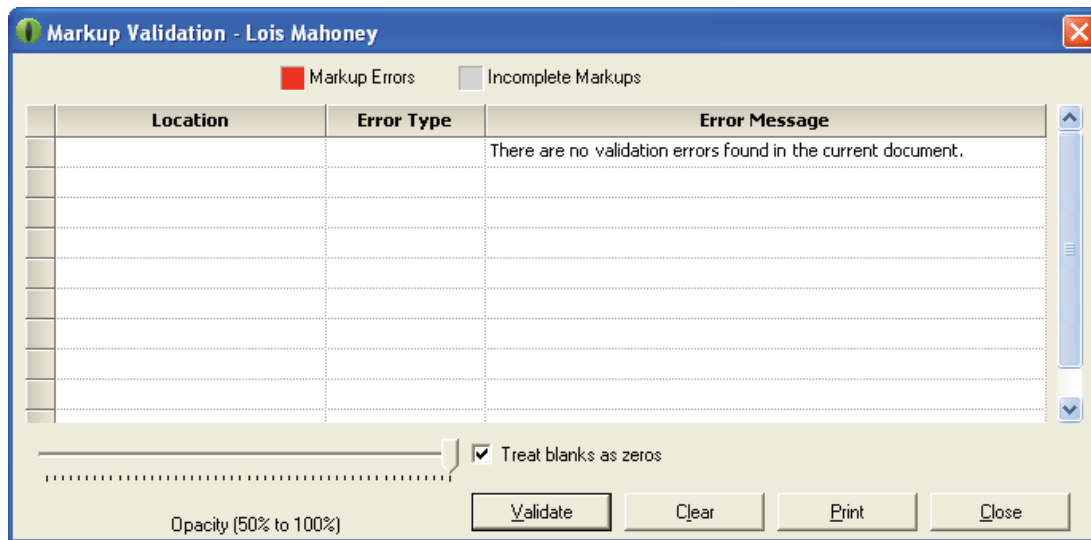 Markup Validation - Lois Mahoney
Markup Errors Incomplete Markups
Location Error Type Error Message
There are no validation errors found in the current document.
Treat blanks as zeros
Opacity (50% to 100%)
Validate Clear Print Close